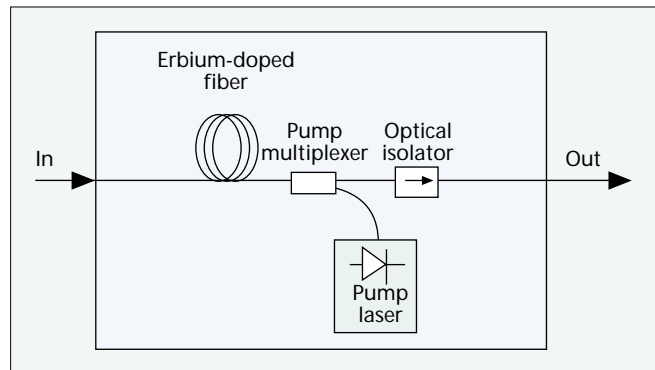 Erbium-doped
fiber
Pump
multiplexer
Optical
isolator
In
Out
Pump
laser